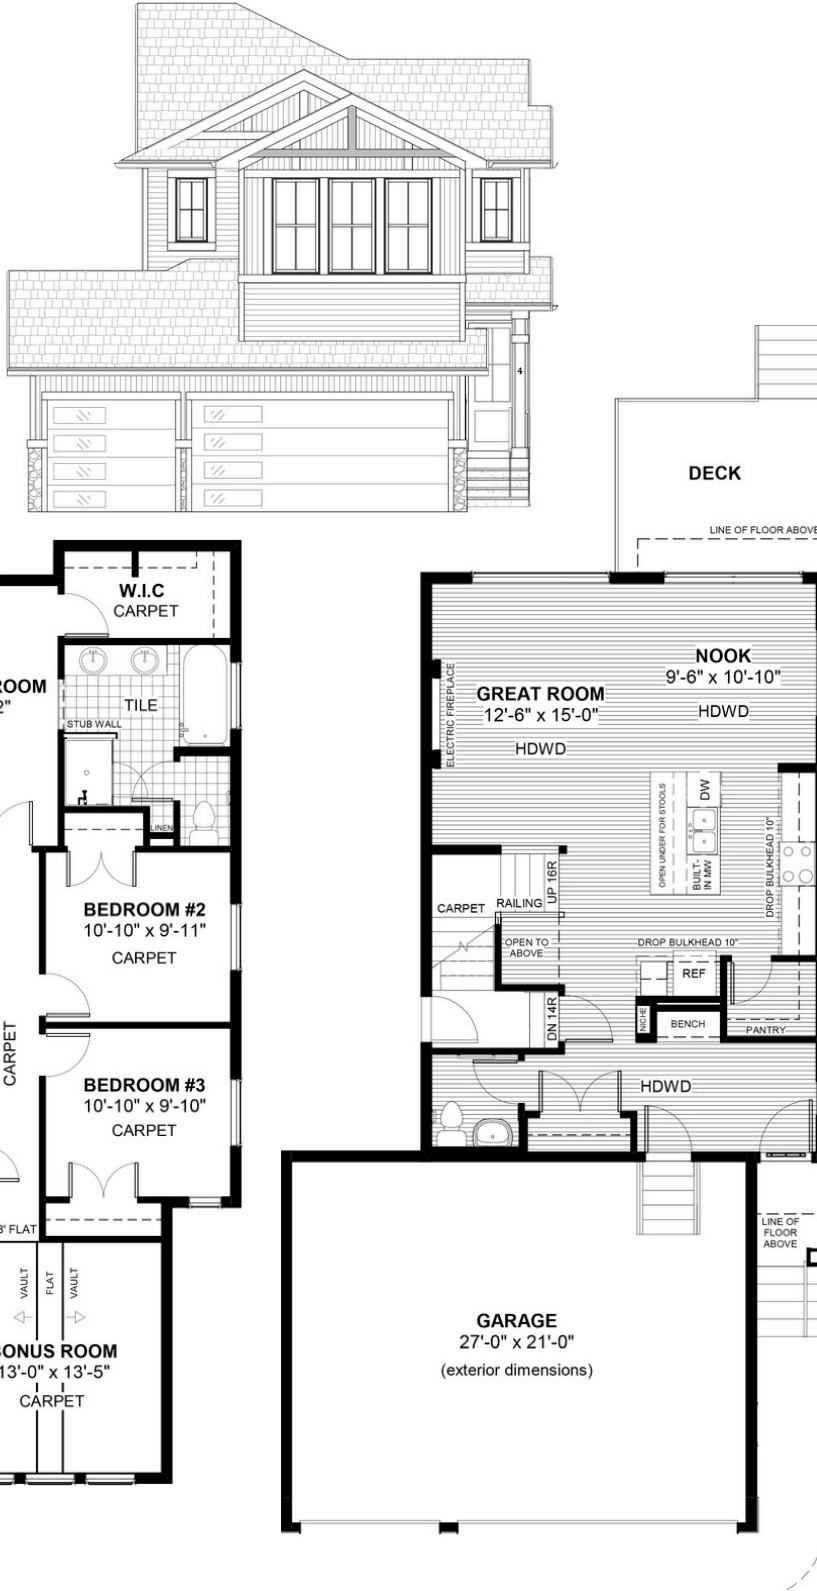 4
DECK
LINE OF FLOOR ABOVE
W.I.C
CARPET
ROOM
2"
TILE
STUB WALL
LINEN
BEDROOM #2
10'-10" x 9'-11"
CARPET
CARPET
BEDROOM #3
10'-10" x 9'-10"
CARPET
8' FLAT
VAULT
FLAT
VAULT
BONUS ROOM
13'-0" x 13'-5"
CARPET
NOOK
9'-6" x 10'-10"
HDWD
ELECTRIC FIREPLACE
GREAT ROOM
12'-6" x 15'-0"
HDWD
OPEN UNDER FOR STOOLS
DW
BUILT-
IN MW
DROP BULKHEAD 10"
UP 16R
CARPET
RAILING
OPEN TO
ABOVE
DROP BULKHEAD 10"
REF
DN 14R
NICHE
BENCH
PANTRY
HDWD
LINE OF
FLOOR
ABOVE
GARAGE
27'-0" x 21'-0"
(exterior dimensions)